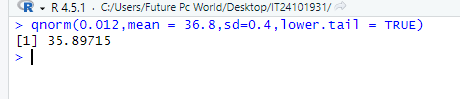 R 4.5.1 · C:/Users/Future Pc World/Desktop/IT24101931/
> qnorm(0.012,mean = 36.8,sd=0.4,lower.tail = TRUE)
[1] 35.89715
>